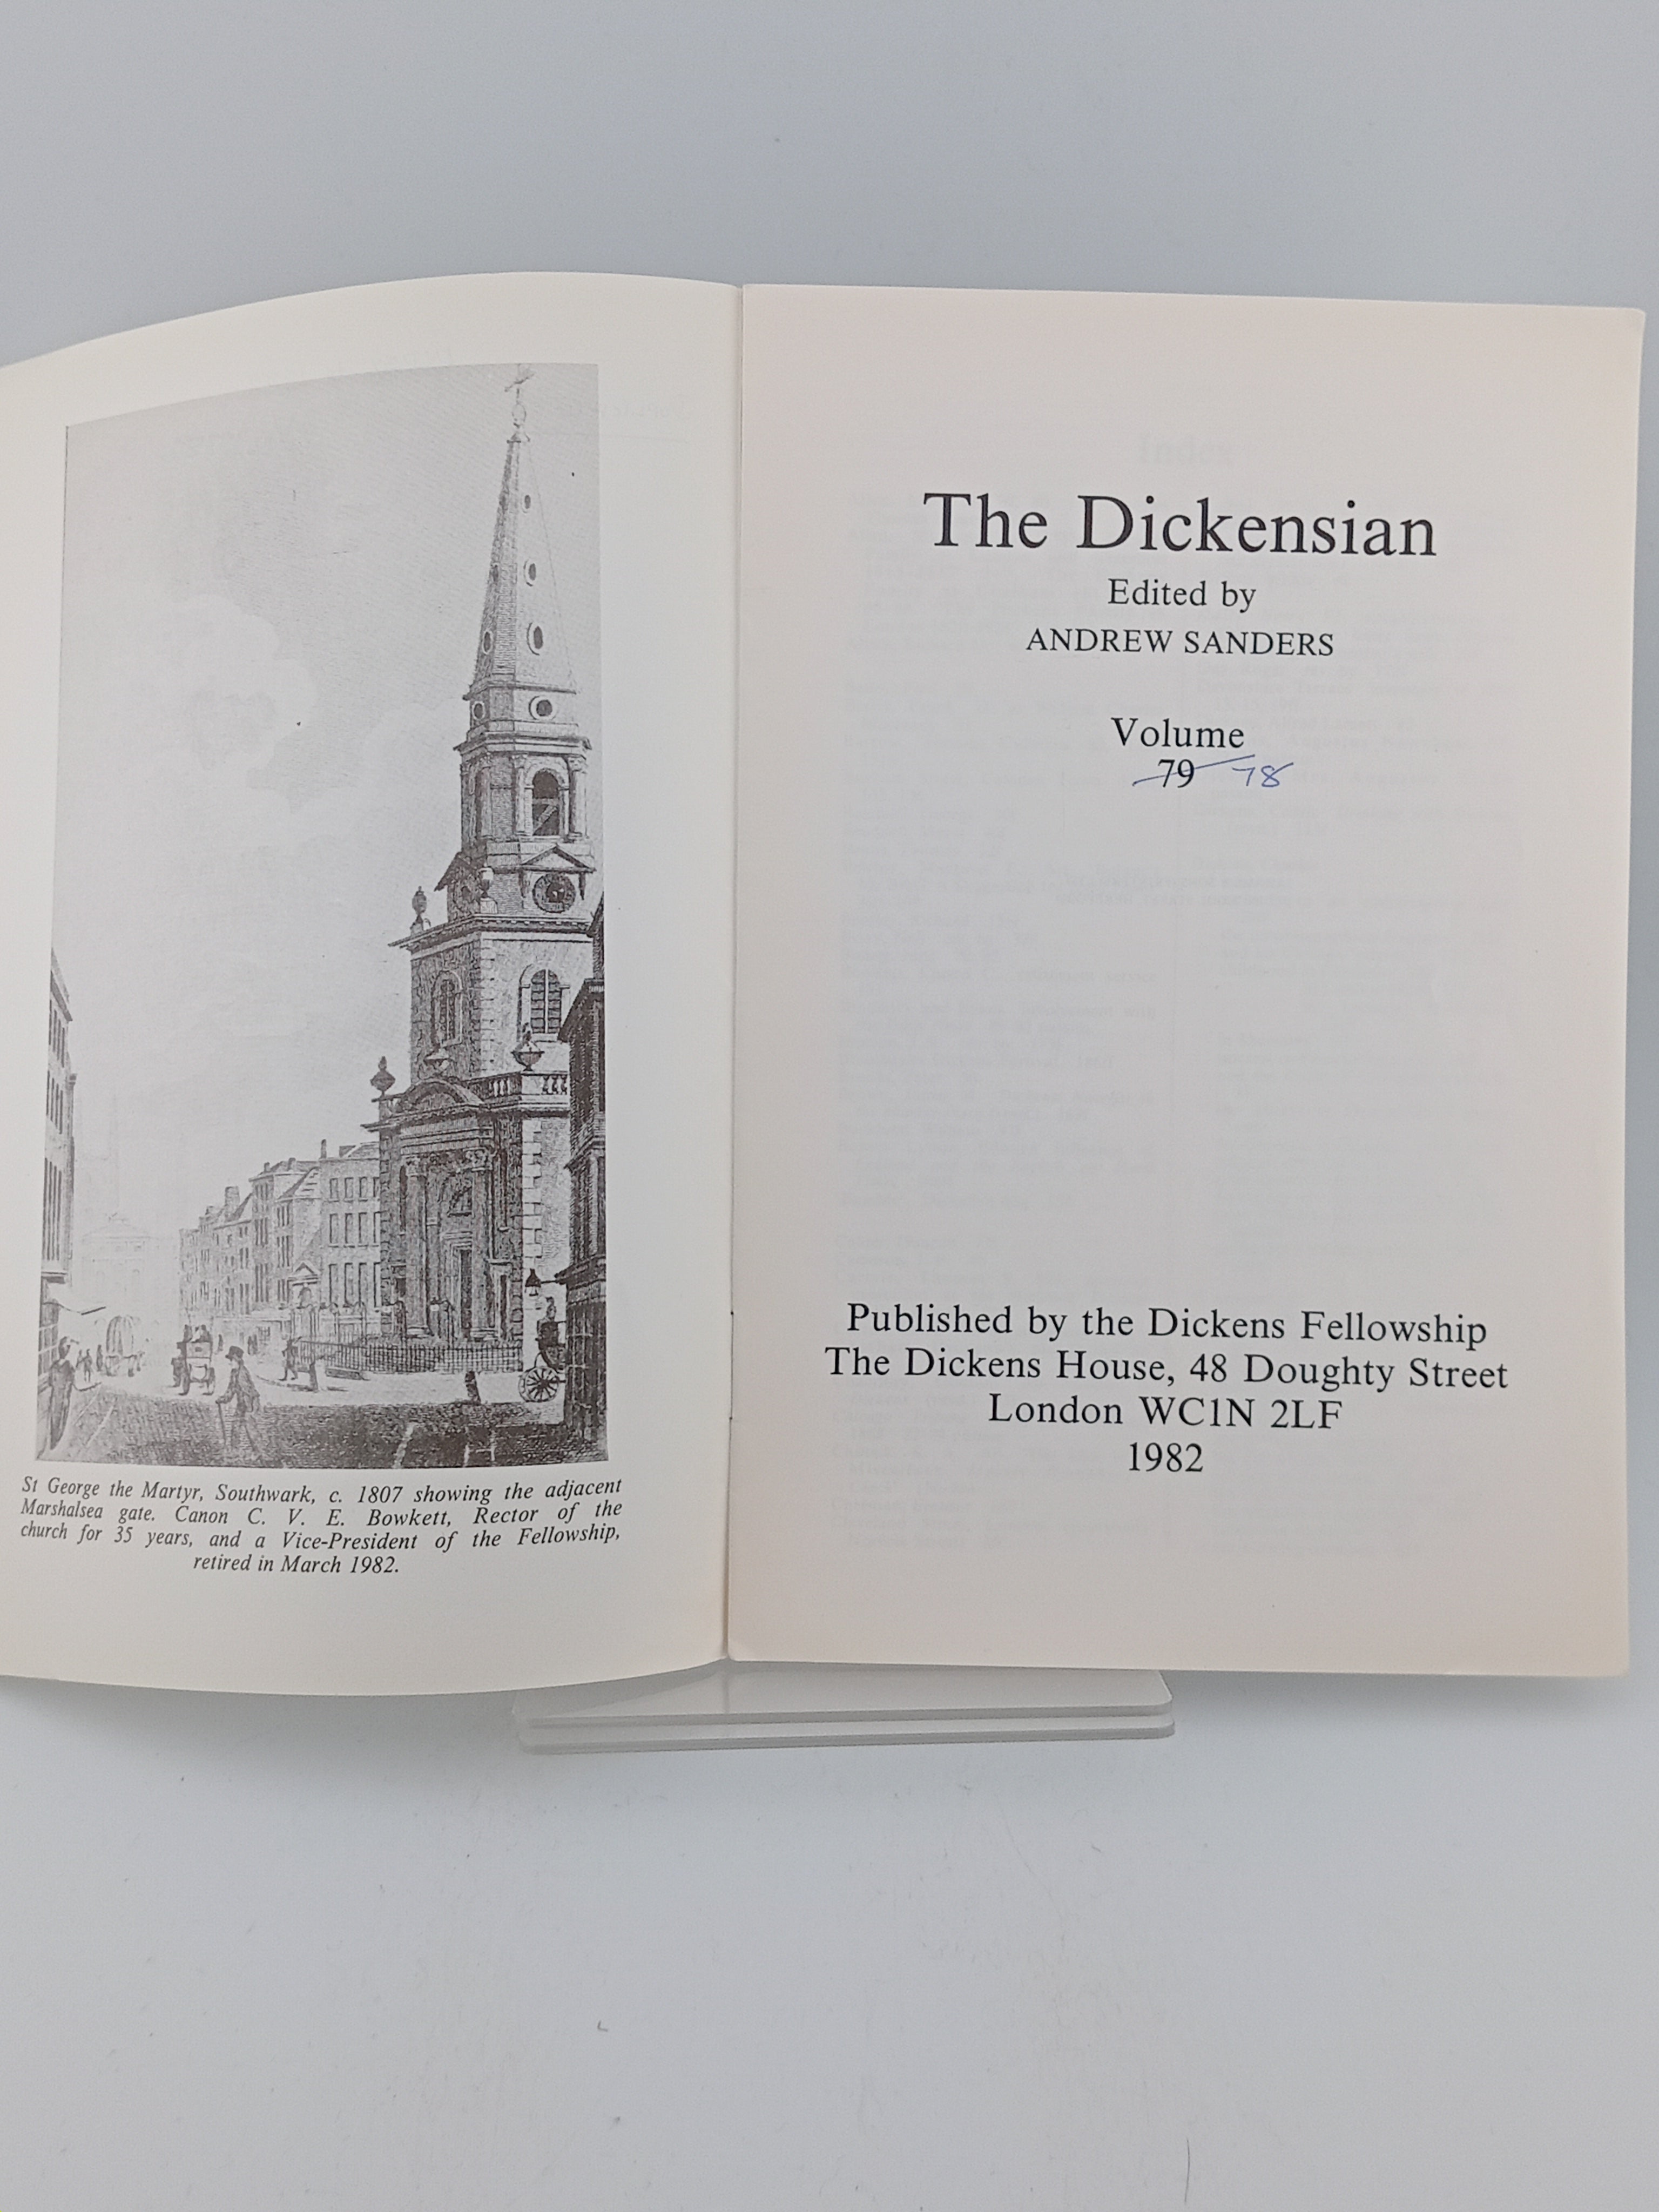 St George the Martyr, Southwark, c. 1807 showing the adjacent
Marshalsea gate. Canon C. V. E. Bowkett, Rector of the
church for 35 years, and a Vice-President of the Fellowship,
retired in March 1982.
The Dickensian
Edited by
ANDREW SANDERS
Volume
79 78
Published by the Dickens Fellowship
The Dickens House, 48 Doughty Street
London WC1N 2LF
1982